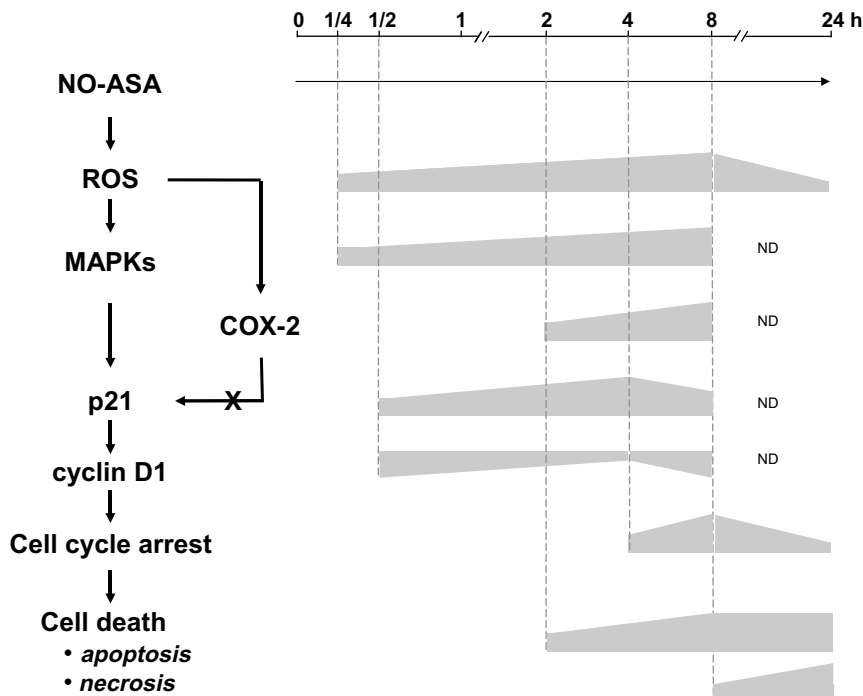 0 1/4 1/2 1 2 4 8 24 h
NO-ASA
ROS
MAPKs
ND
COX-2
ND
p21
X
ND
cyclin D1
ND
Cell cycle arrest
Cell death
• apoptosis
• necrosis